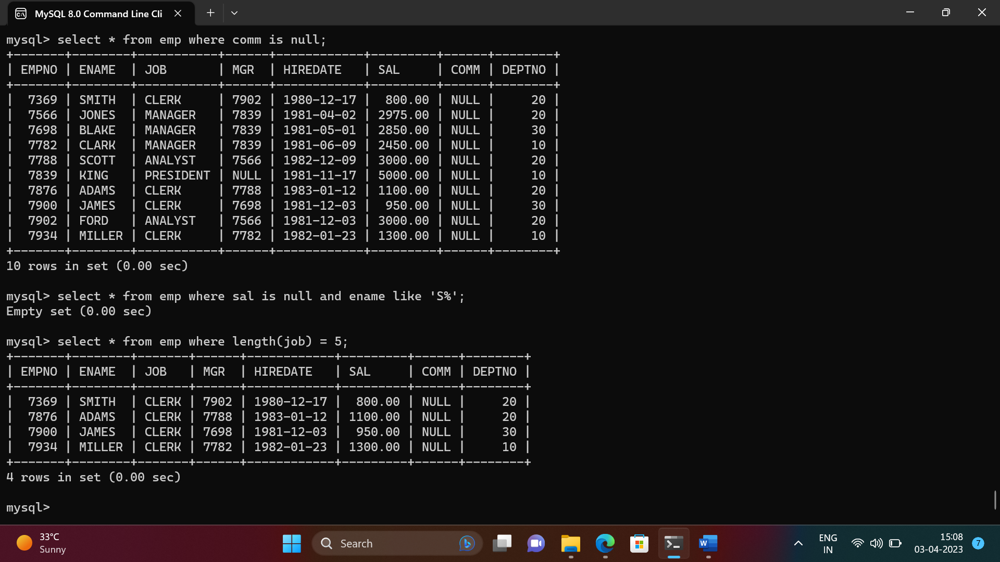 MySQL 8.0 Command Line Cli
mysql> select * from emp where comm is null;
+-------+--------+-----------+------+------------+---------+------+--------+
| EMPNO | ENAME  | JOB       | MGR  | HIREDATE   | SAL     | COMM | DEPTNO |
+-------+--------+-----------+------+------------+---------+------+--------+
|  7369 | SMITH  | CLERK     | 7902 | 1980-12-17 |  800.00 | NULL |     20 |
|  7566 | JONES  | MANAGER   | 7839 | 1981-04-02 | 2975.00 | NULL |     20 |
|  7698 | BLAKE  | MANAGER   | 7839 | 1981-05-01 | 2850.00 | NULL |     30 |
|  7782 | CLARK  | MANAGER   | 7839 | 1981-06-09 | 2450.00 | NULL |     10 |
|  7788 | SCOTT  | ANALYST   | 7566 | 1982-12-09 | 3000.00 | NULL |     20 |
|  7839 | KING   | PRESIDENT | NULL | 1981-11-17 | 5000.00 | NULL |     10 |
|  7876 | ADAMS  | CLERK     | 7788 | 1983-01-12 | 1100.00 | NULL |     20 |
|  7900 | JAMES  | CLERK     | 7698 | 1981-12-03 |  950.00 | NULL |     30 |
|  7902 | FORD   | ANALYST   | 7566 | 1981-12-03 | 3000.00 | NULL |     20 |
|  7934 | MILLER | CLERK     | 7782 | 1982-01-23 | 1300.00 | NULL |     10 |
+-------+--------+-----------+------+------------+---------+------+--------+
10 rows in set (0.00 sec)
mysql> select * from emp where sal is null and ename like 'S%';
Empty set (0.00 sec)
mysql> select * from emp where length(job) = 5;
+-------+--------+-------+------+------------+---------+------+--------+
| EMPNO | ENAME  | JOB   | MGR  | HIREDATE   | SAL     | COMM | DEPTNO |
+-------+--------+-------+------+------------+---------+------+--------+
|  7369 | SMITH  | CLERK | 7902 | 1980-12-17 |  800.00 | NULL |     20 |
|  7876 | ADAMS  | CLERK | 7788 | 1983-01-12 | 1100.00 | NULL |     20 |
|  7900 | JAMES  | CLERK | 7698 | 1981-12-03 |  950.00 | NULL |     30 |
|  7934 | MILLER | CLERK | 7782 | 1982-01-23 | 1300.00 | NULL |     10 |
+-------+--------+-------+------+------------+---------+------+--------+
4 rows in set (0.00 sec)
mysql>
33°C
Sunny
Search
ENG
IN
15:08
03-04-2023
7